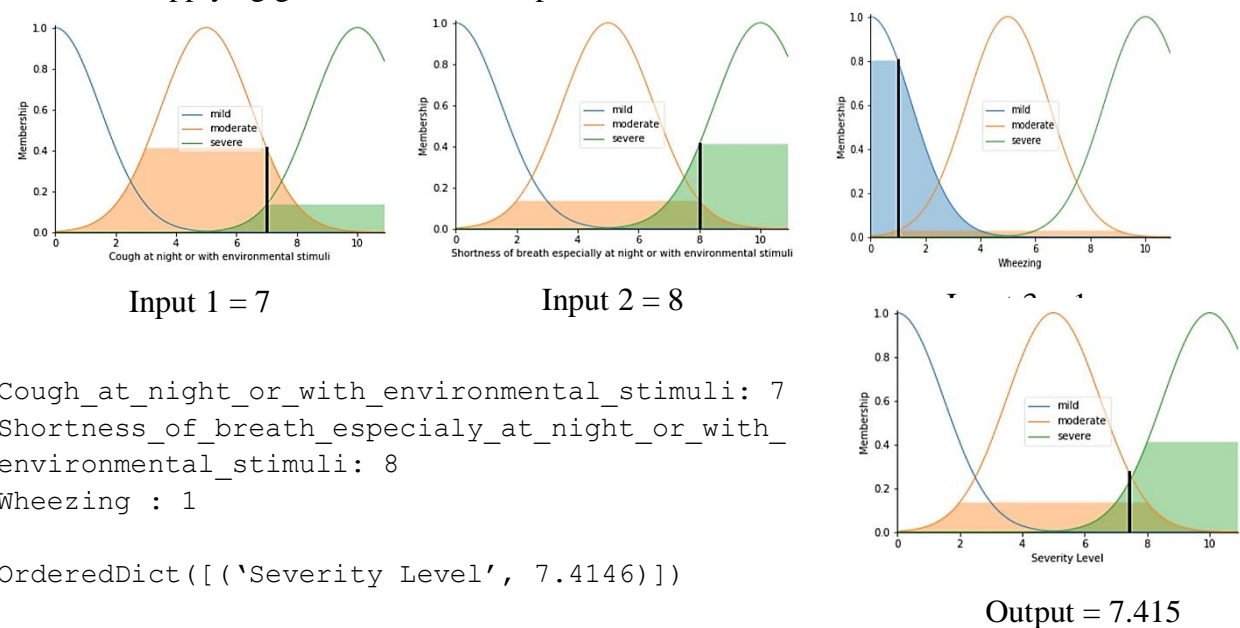 1.0
0.8
0.6
0.4
0.2
0.0
Membership
mild
moderate
severe
0 2 4 6 8 10
Cough at night or with environmental stimuli
Input 1 = 7
1.0
0.8
0.6
0.4
0.2
0.0
Membership
mild
moderate
severe
0 2 4 6 8 10
Shortness of breath especially at night or with environmental stimuli
Input 2 = 8
1.0
0.8
0.6
0.4
0.2
0.0
Membership
mild
moderate
severe
0 2 4 6 8 10
Wheezing
Cough_at_night_or_with_environmental_stimuli: 7
Shortness_of_breath_especialy_at_night_or_with_
environmental_stimuli: 8
Wheezing : 1
OrderedDict([(‘Severity Level’, 7.4146)])
1.0
0.8
0.6
0.4
0.2
0.0
Membership
mild
moderate
severe
0 2 4 6 8 10
Severity Level
Output = 7.415